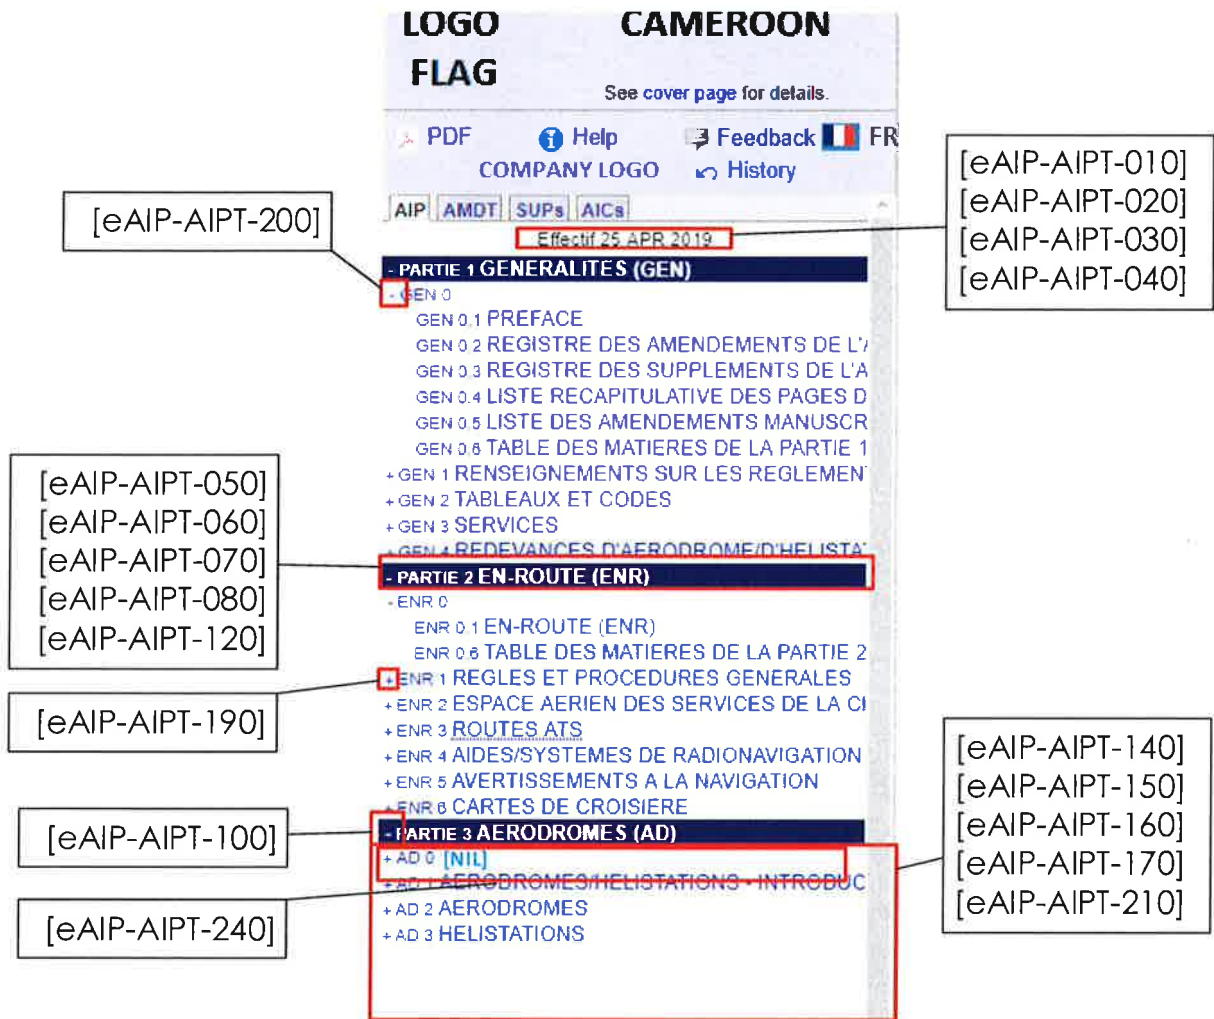 LOGO CAMEROON
FLAG
See cover page for details.
PDF Help Feedback FR
COMPANY LOGO History
AIP AMDT SUPs AICs
Effectif 25 APR 2019
- PARTIE 1 GENERALITES (GEN)
- GEN 0
GEN 0.1 PREFACE
GEN 0.2 REGISTRE DES AMENDEMENTS DE L'A
GEN 0.3 REGISTRE DES SUPPLEMENTS DE L'A
GEN 0.4 LISTE RECAPITULATIVE DES PAGES D
GEN 0.5 LISTE DES AMENDEMENTS MANUSCR
GEN 0.6 TABLE DES MATIERES DE LA PARTIE 1
+ GEN 1 RENSEIGNEMENTS SUR LES REGLEMEN
+ GEN 2 TABLEAUX ET CODES
+ GEN 3 SERVICES
+ GEN 4 REDEVANCES D'AERODROME/D'HELISTA
- PARTIE 2 EN-ROUTE (ENR)
- ENR 0
ENR 0.1 EN-ROUTE (ENR)
ENR 0.6 TABLE DES MATIERES DE LA PARTIE 2
+ ENR 1 REGLES ET PROCEDURES GENERALES
+ ENR 2 ESPACE AERIEN DES SERVICES DE LA CI
+ ENR 3 ROUTES ATS
+ ENR 4 AIDES/SYSTEMES DE RADIONAVIGATION
+ ENR 5 AVERTISSEMENTS A LA NAVIGATION
+ ENR 6 CARTES DE CROISIERE
- PARTIE 3 AERODROMES (AD)
+ AD 0 [NIL]
+ AD 1 AERODROMES/HELISTATIONS - INTRODUC
+ AD 2 AERODROMES
+ AD 3 HELISTATIONS
[eAIP-AIPT-200]
[eAIP-AIPT-050]
[eAIP-AIPT-060]
[eAIP-AIPT-070]
[eAIP-AIPT-080]
[eAIP-AIPT-120]
[eAIP-AIPT-190]
[eAIP-AIPT-100]
[eAIP-AIPT-240]
[eAIP-AIPT-010]
[eAIP-AIPT-020]
[eAIP-AIPT-030]
[eAIP-AIPT-040]
[eAIP-AIPT-140]
[eAIP-AIPT-150]
[eAIP-AIPT-160]
[eAIP-AIPT-170]
[eAIP-AIPT-210]